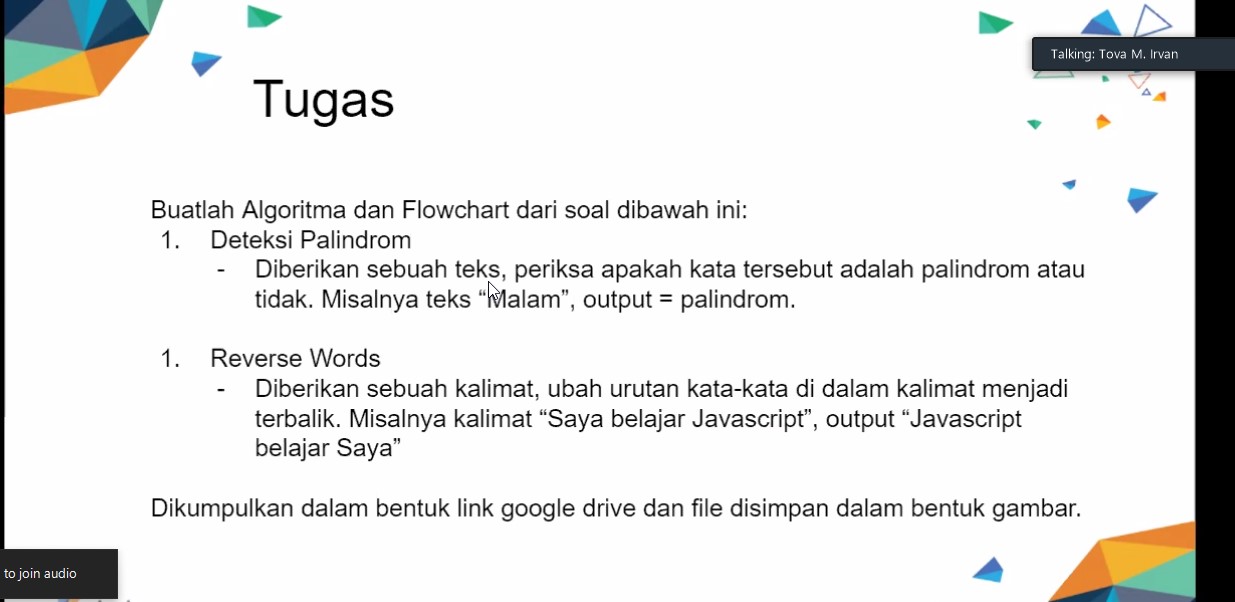 Talking: Tova M. Irvan
Tugas
Buatlah Algoritma dan Flowchart dari soal dibawah ini:
1. Deteksi Palindrom
- Diberikan sebuah teks, periksa apakah kata tersebut adalah palindrom atau
tidak. Misalnya teks “Malam”, output = palindrom.
1. Reverse Words
- Diberikan sebuah kalimat, ubah urutan kata-kata di dalam kalimat menjadi
terbalik. Misalnya kalimat “Saya belajar Javascript”, output “Javascript
belajar Saya”
Dikumpulkan dalam bentuk link google drive dan file disimpan dalam bentuk gambar.
to join audio